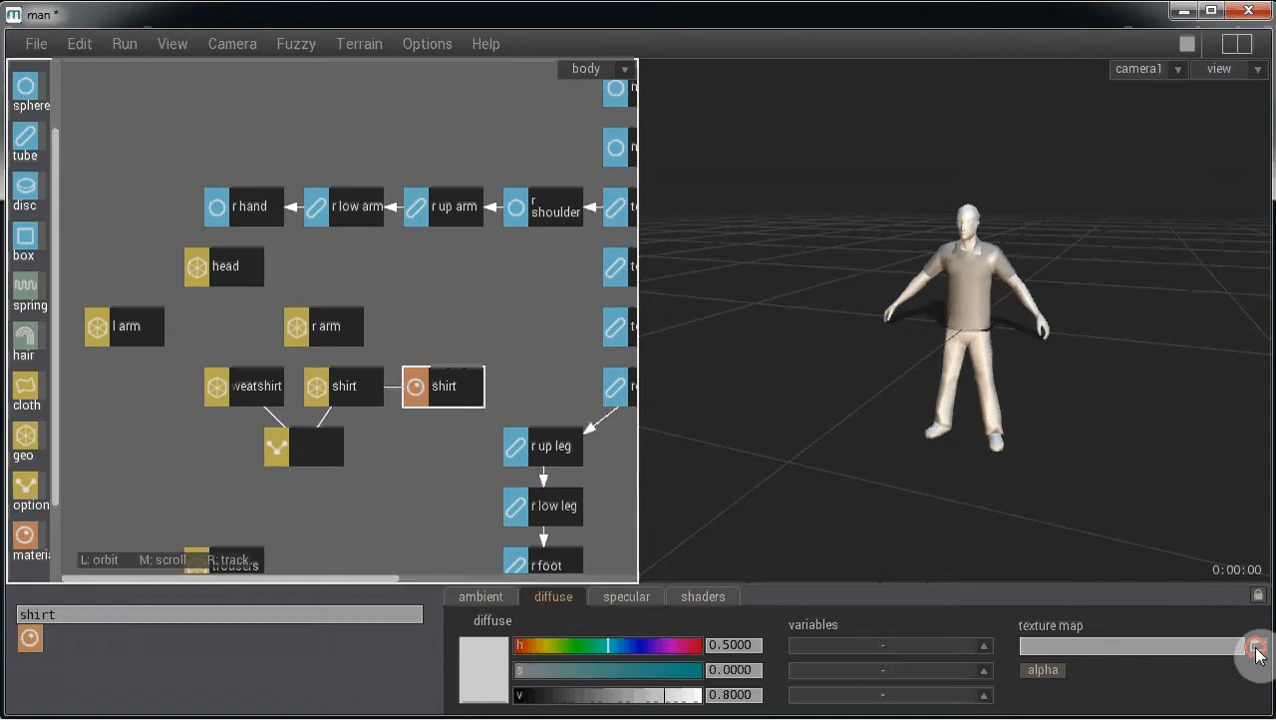 man *
File Edit Run View Camera Fuzzy Terrain Options Help
body
camera1 view
sphere
tube
disc
box
spring
hair
cloth
geo
option
materi
r hand r low arm r up arm r shoulder
head
l arm r arm
weatshirt shirt shirt
r up leg
r low leg
trousers r foot
L: orbit M: scroll R: track
0:00:00
shirt
ambient diffuse specular shaders
diffuse variables texture map
h 0.5000 -
s 0.0000 - alpha
v 0.8000 -